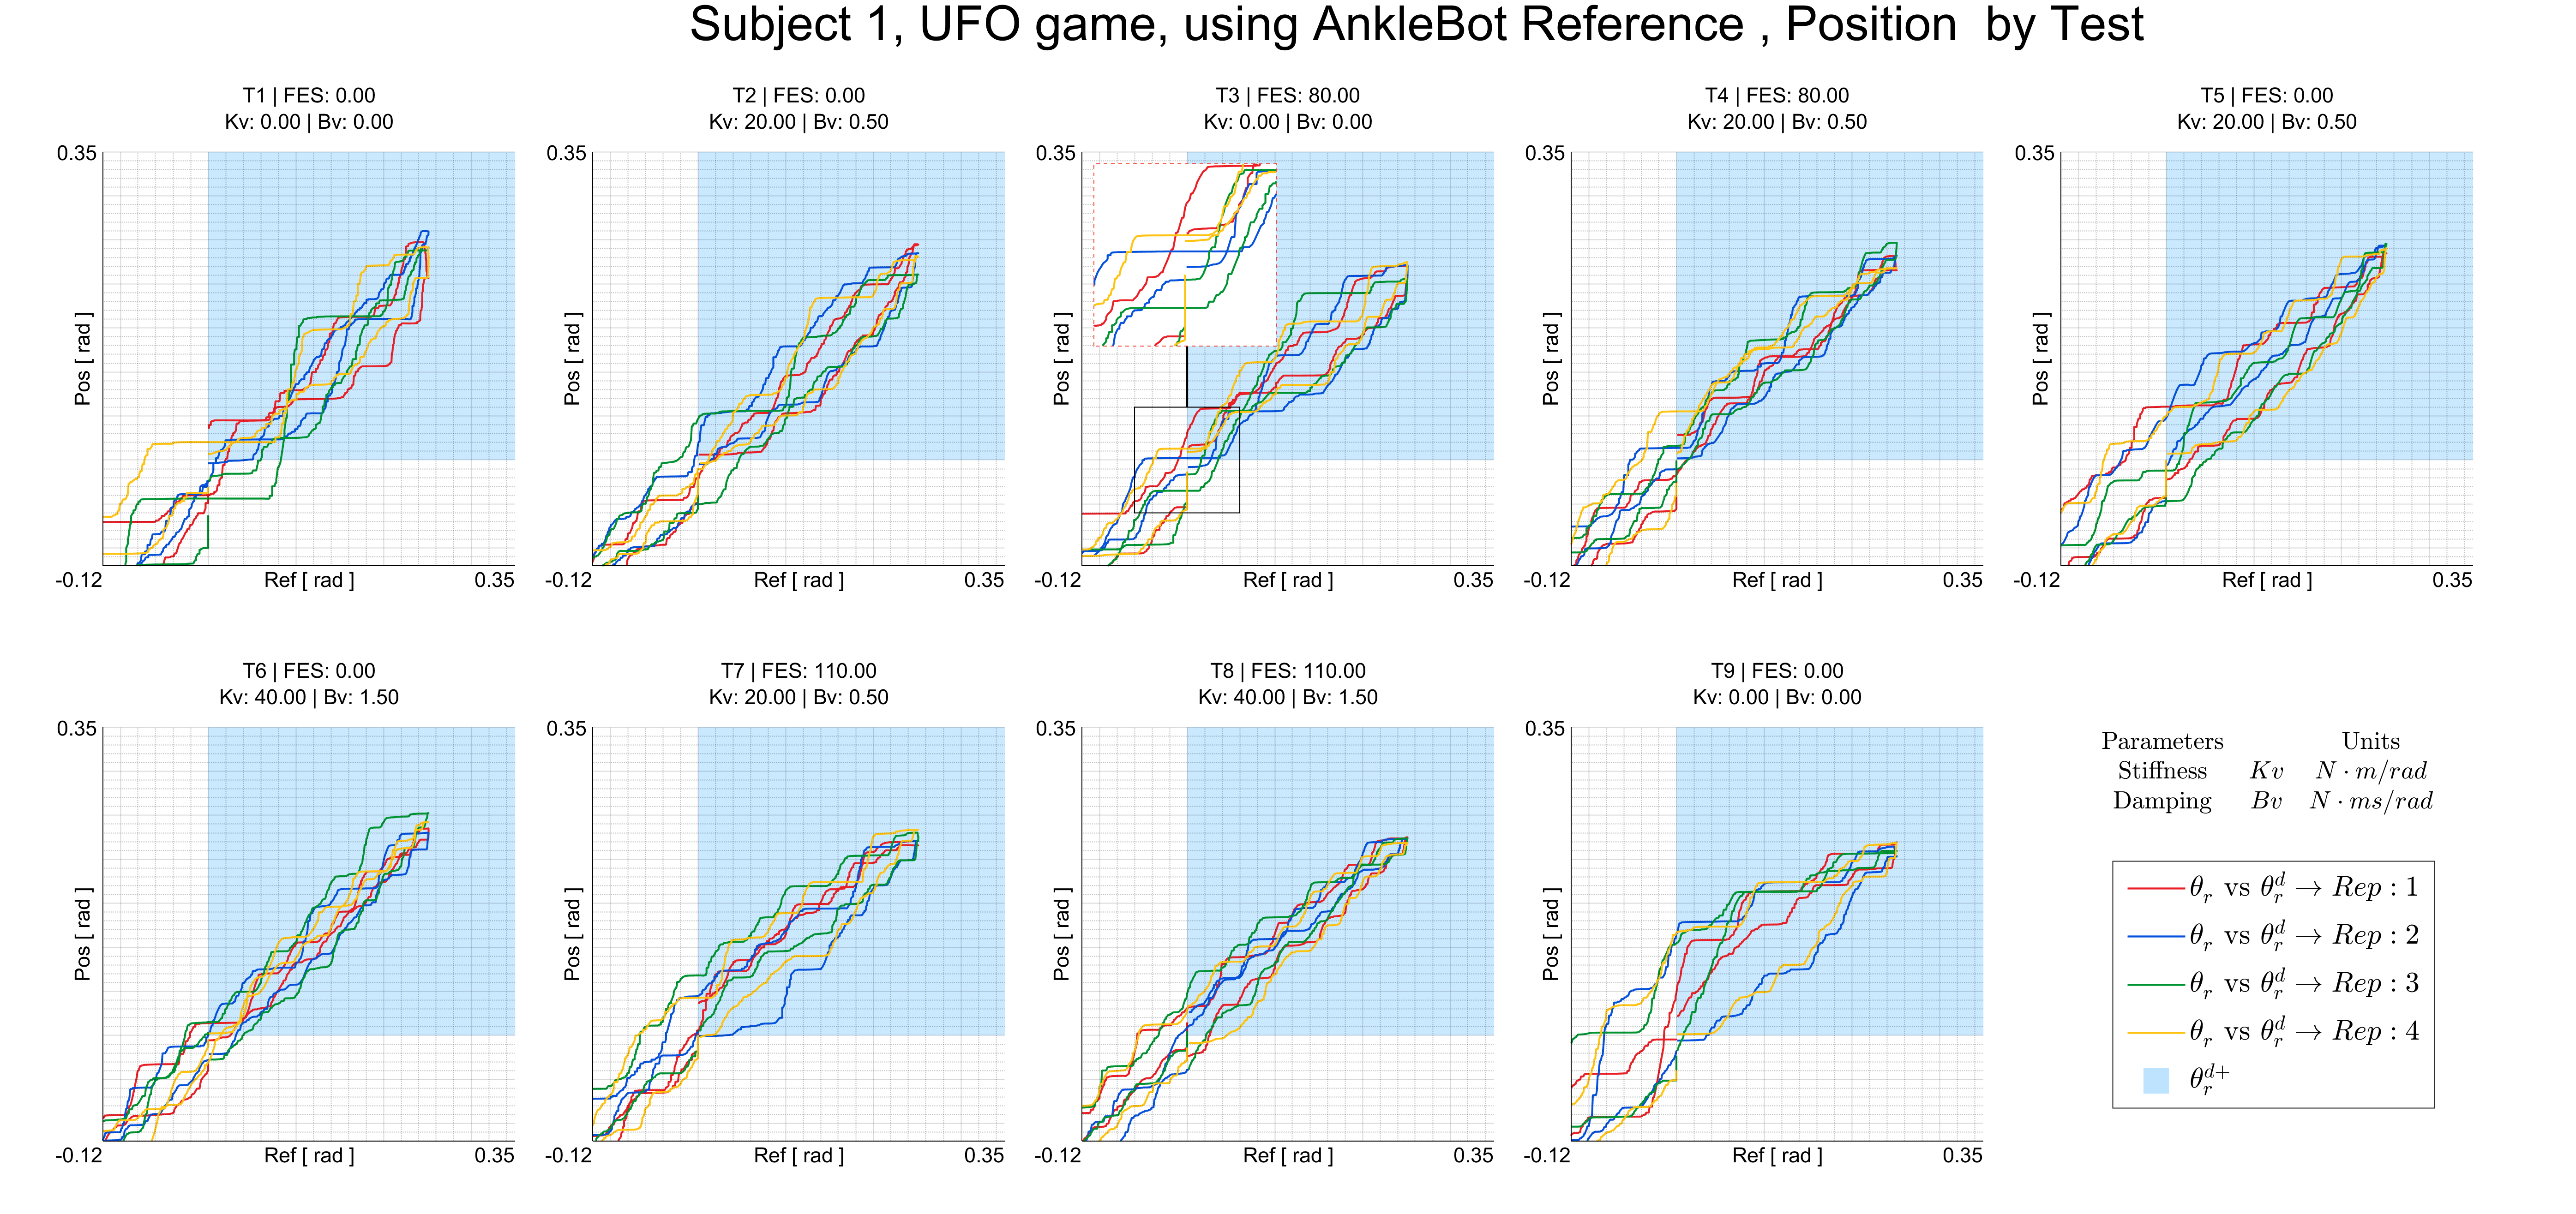 Subject 1, UFO game, using AnkleBot Reference , Position  by Test
T1 | FES: 0.00
Kv: 0.00 | Bv: 0.00
0.35
Pos [ rad ]
-0.12
Ref [ rad ]
0.35
T2 | FES: 0.00
Kv: 20.00 | Bv: 0.50
0.35
Pos [ rad ]
-0.12
Ref [ rad ]
0.35
T3 | FES: 80.00
Kv: 0.00 | Bv: 0.00
0.35
Pos [ rad ]
-0.12
Ref [ rad ]
0.35
T4 | FES: 80.00
Kv: 20.00 | Bv: 0.50
0.35
Pos [ rad ]
-0.12
Ref [ rad ]
0.35
T5 | FES: 0.00
Kv: 20.00 | Bv: 0.50
0.35
Pos [ rad ]
-0.12
Ref [ rad ]
0.35
T6 | FES: 0.00
Kv: 40.00 | Bv: 1.50
0.35
Pos [ rad ]
-0.12
Ref [ rad ]
0.35
T7 | FES: 110.00
Kv: 20.00 | Bv: 0.50
0.35
Pos [ rad ]
-0.12
Ref [ rad ]
0.35
T8 | FES: 110.00
Kv: 40.00 | Bv: 1.50
0.35
Pos [ rad ]
-0.12
Ref [ rad ]
0.35
T9 | FES: 0.00
Kv: 0.00 | Bv: 0.00
0.35
Pos [ rad ]
-0.12
Ref [ rad ]
0.35
Parameters Units
Stiffness Kv N · m/rad
Damping Bv N · ms/rad
θ_r vs θ_r^d → Rep : 1
θ_r vs θ_r^d → Rep : 2
θ_r vs θ_r^d → Rep : 3
θ_r vs θ_r^d → Rep : 4
θ_r^{d+}